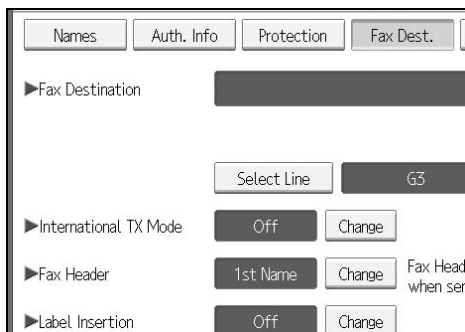 Names Auth. Info Protection Fax Dest.
▶Fax Destination
Select Line G3
▶International TX Mode Off Change
▶Fax Header 1st Name Change Fax Head
when ser
▶Label Insertion Off Change